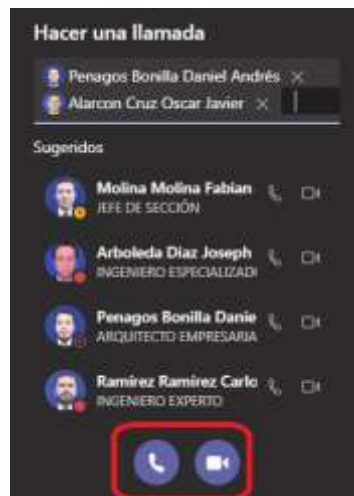 Hacer una llamada
Penagos Bonilla Daniel Andrés
Alarcon Cruz Oscar Javier
Sugeridos
Molina Molina Fabian
JEFE DE SECCIÓN
Arboleda Diaz Joseph
INGENIERO ESPECIALIZAD
Penagos Bonilla Danie
ARQUITECTO EMPRESARIA
Ramirez Ramirez Carlo
INGENIERO EXPERTO